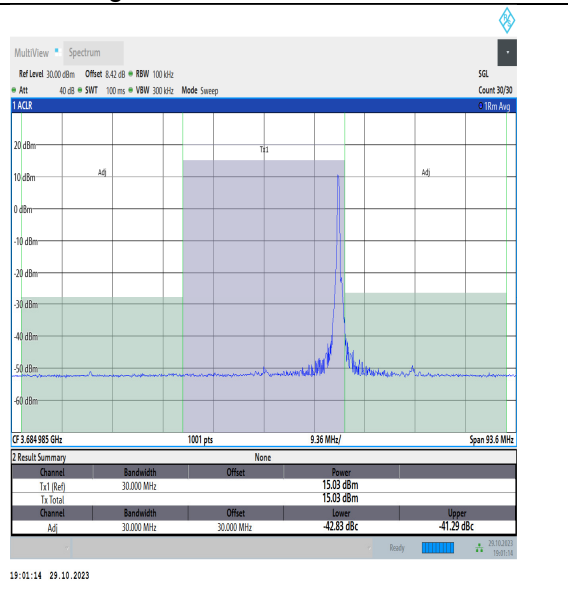 MultiView Spectrum
Ref Level 30.00 dBm Offset 8.42 dB RBW 100 kHz SGL
Att 40 dB SWT 100 ms VBW 300 kHz Mode Sweep Count 30/30
1 ACLR 1Rm Avg
20 dBm
Tx1
Adj Adj
10 dBm
0 dBm
-10 dBm
-20 dBm
-30 dBm
-40 dBm
-50 dBm
-60 dBm
CF 3.684 985 GHz 1001 pts 9.36 MHz/ Span 93.6 MHz
2 Result Summary None
Channel Bandwidth Offset Power
Tx1 (Ref) 30.000 MHz 15.03 dBm
Tx Total 15.03 dBm
Channel Bandwidth Offset Lower Upper
Adj 30.000 MHz 30.000 MHz -42.83 dBc -41.29 dBc
Ready 29.10.2023
19:01:14
19:01:14 29.10.2023